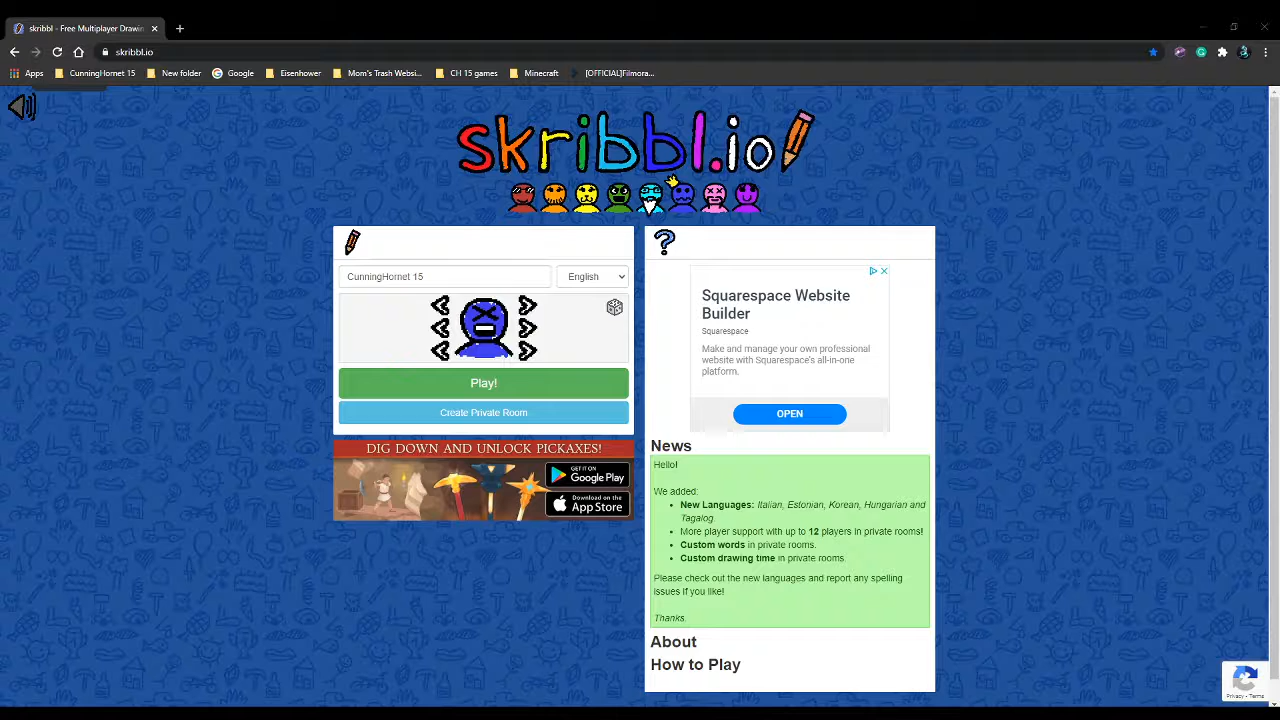 skribbl - Free Multiplayer Drawin
skribbl.io
Apps CunningHornet 15 New folder Google Eisenhower Mom's Trash Websi... CH 15 games Minecraft [OFFICIAL]Filmora...
skribbl.io
CunningHornet 15 English
Play!
Create Private Room
DIG DOWN AND UNLOCK PICKAXES!
GET IT ON
Google Play
Download on the
App Store
?
Squarespace Website
Builder
Squarespace
Make and manage your own professional
website with Squarespace's all-in-one
platform.
OPEN
News
Hello!
We added:
• New Languages: Italian, Estonian, Korean, Hungarian and
Tagalog.
• More player support with up to 12 players in private rooms!
• Custom words in private rooms.
• Custom drawing time in private rooms.
Please check out the new languages and report any spelling
issues if you like!
Thanks.
About
How to Play
Privacy - Terms